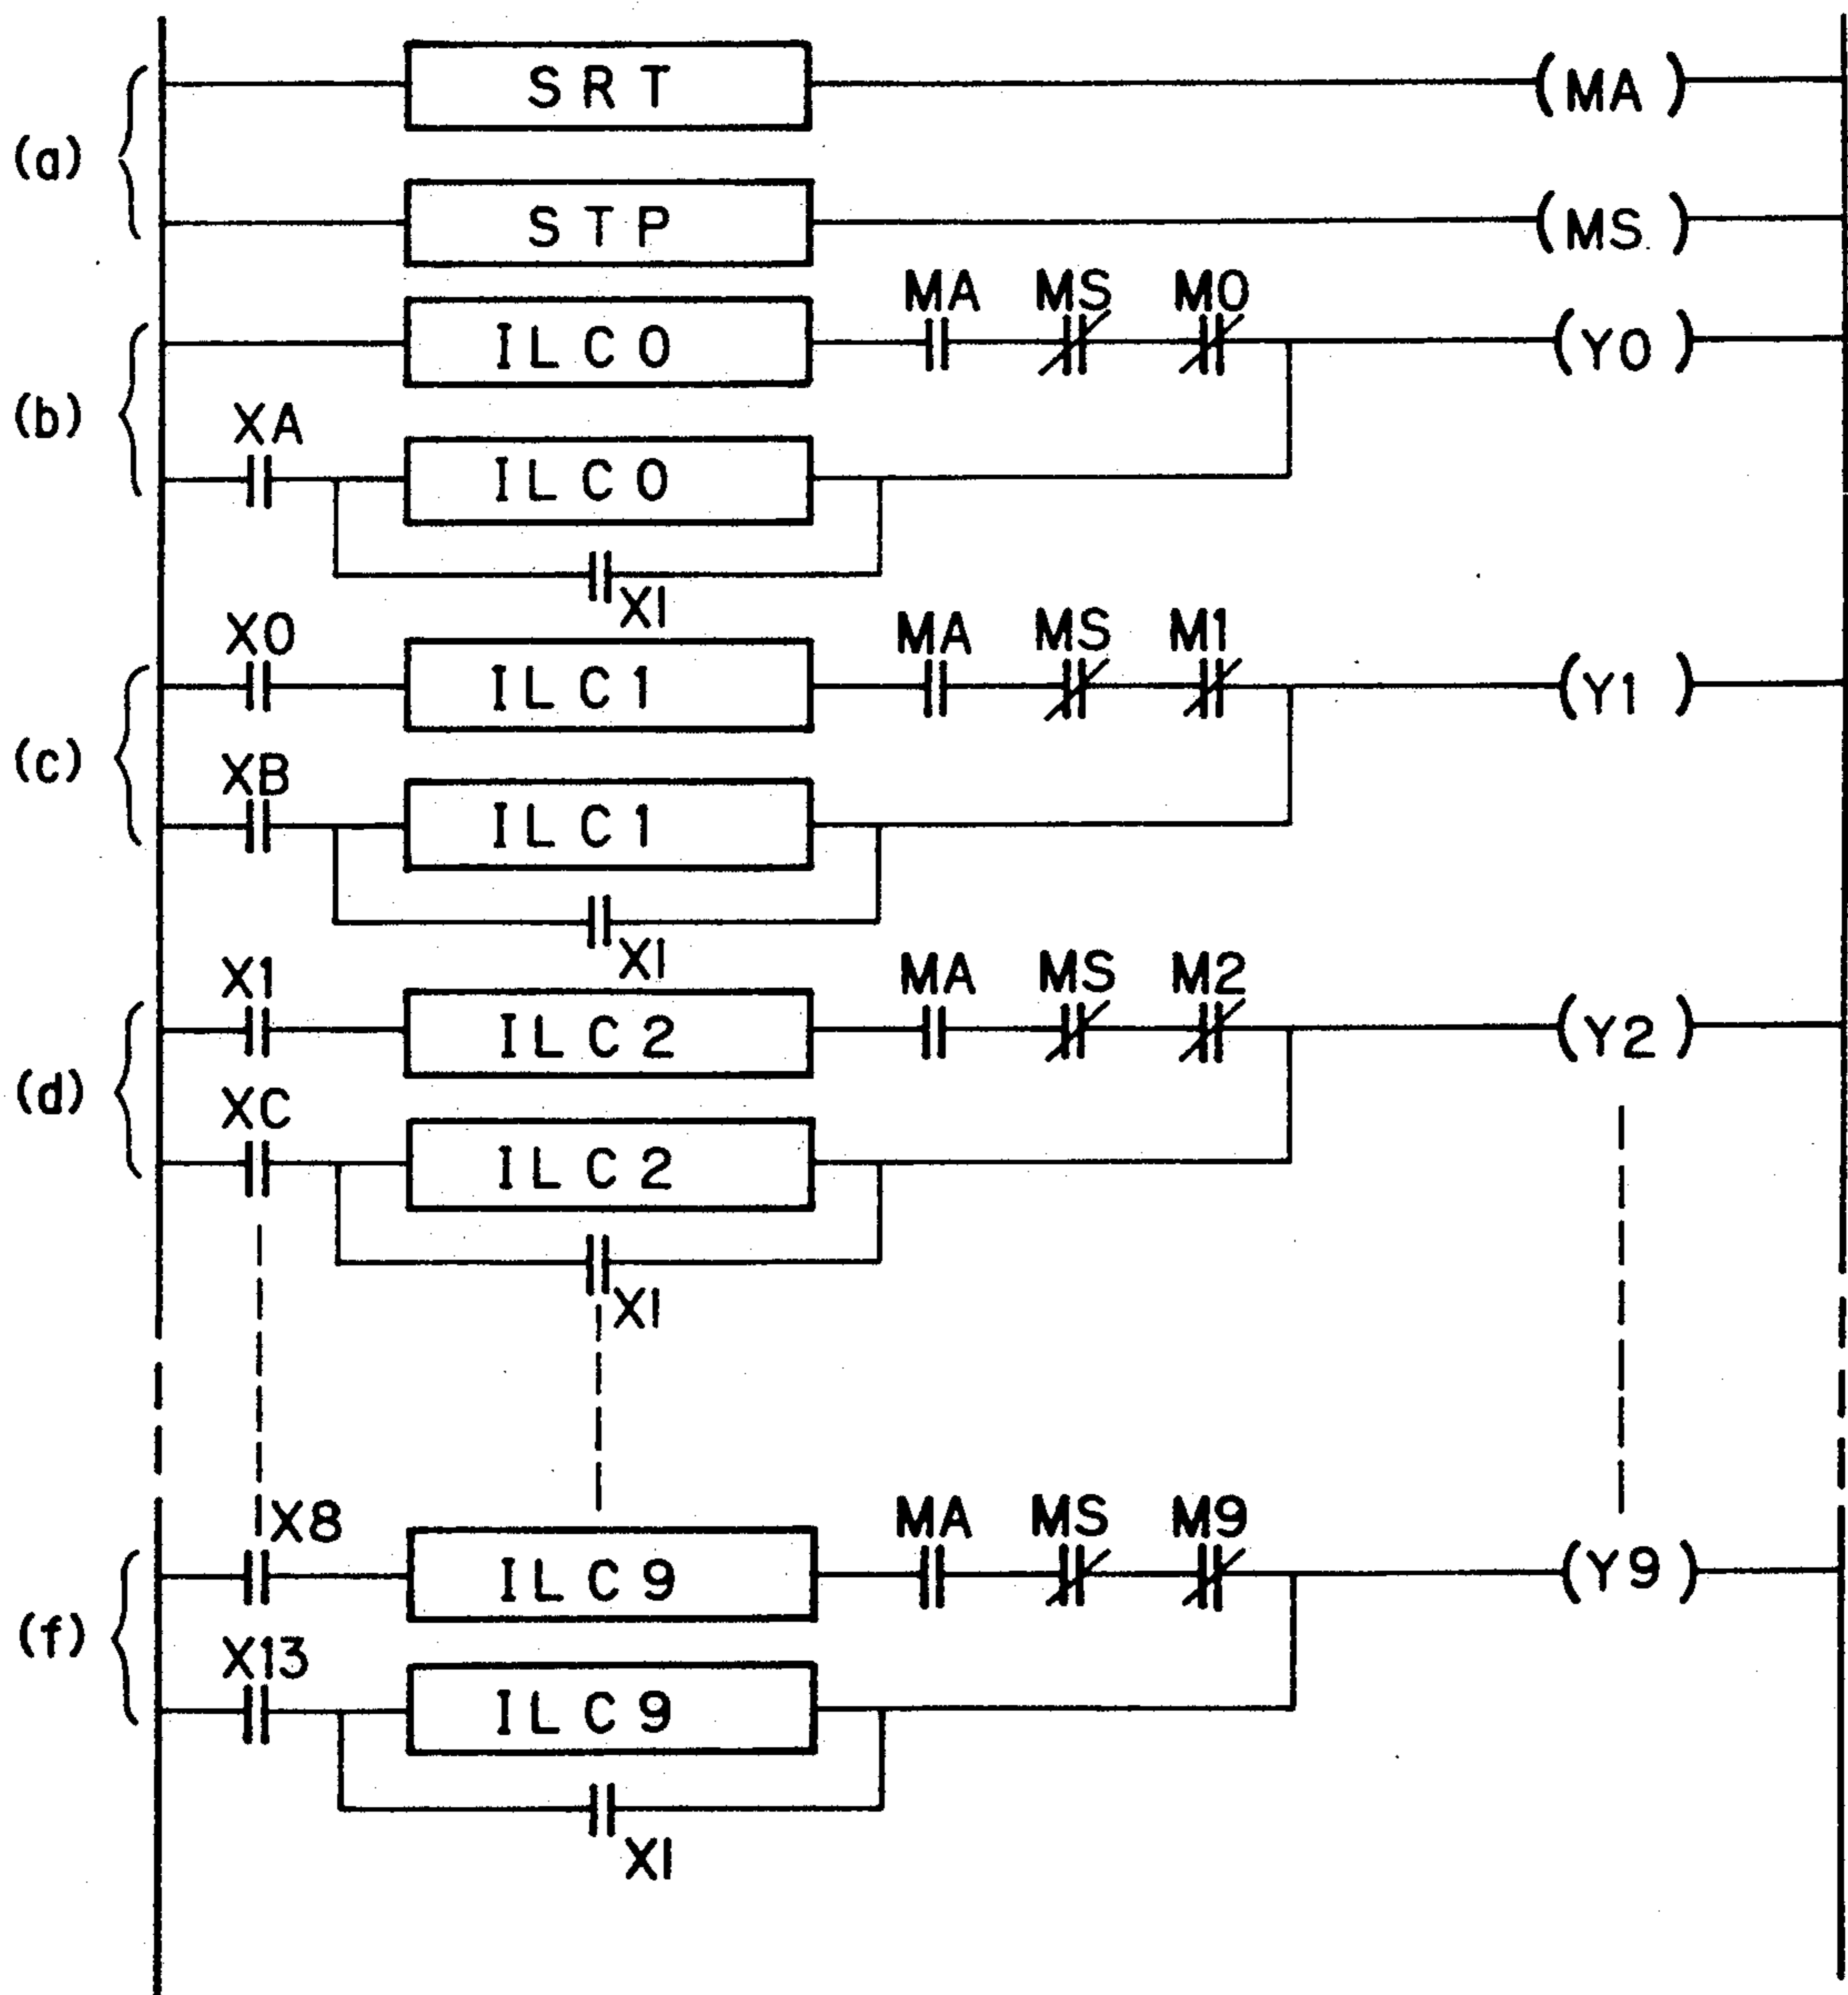 SRT
(MA)
(a)
STP
(MS)
MA MS M0
ILC0
(Y0)
(b)
XA
ILC0
XI
X0
MA MS M1
ILC1
(Y1)
(c)
XB
ILC1
XI
X1
MA MS M2
ILC2
(Y2)
(d)
XC
ILC2
XI
X8
MA MS M9
ILC9
(Y9)
(f)
X13
ILC9
XI